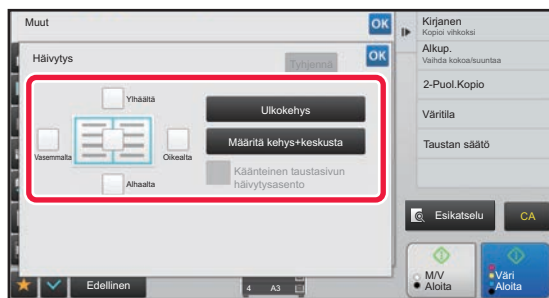 Muut
OK
Häivytys
Tyhjennä
OK
Ylhäältä
Vasemmalta
Oikealta
Alhaalta
Ulkokehys
Määritä kehys+keskusta
Käänteinen taustasivun
häivytysasento
Edellinen
4 A3
Kirjanen
Kopioi vihkoksi
Alkup.
Vaihda kokoa/suuntaa
2-Puol.Kopio
Väritila
Taustan säätö
Esikatselu
CA
M/V
Aloita
Väri
Aloita